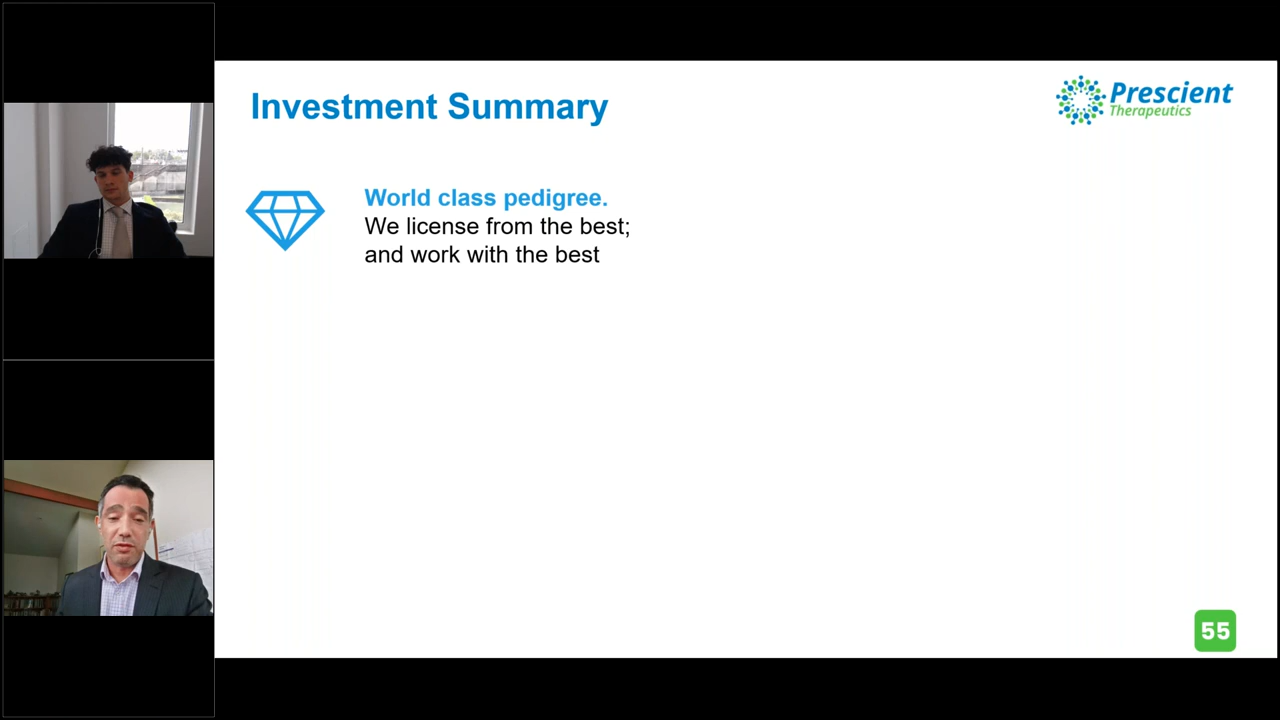 Investment Summary
Prescient
Therapeutics
World class pedigree.
We license from the best;
and work with the best
55